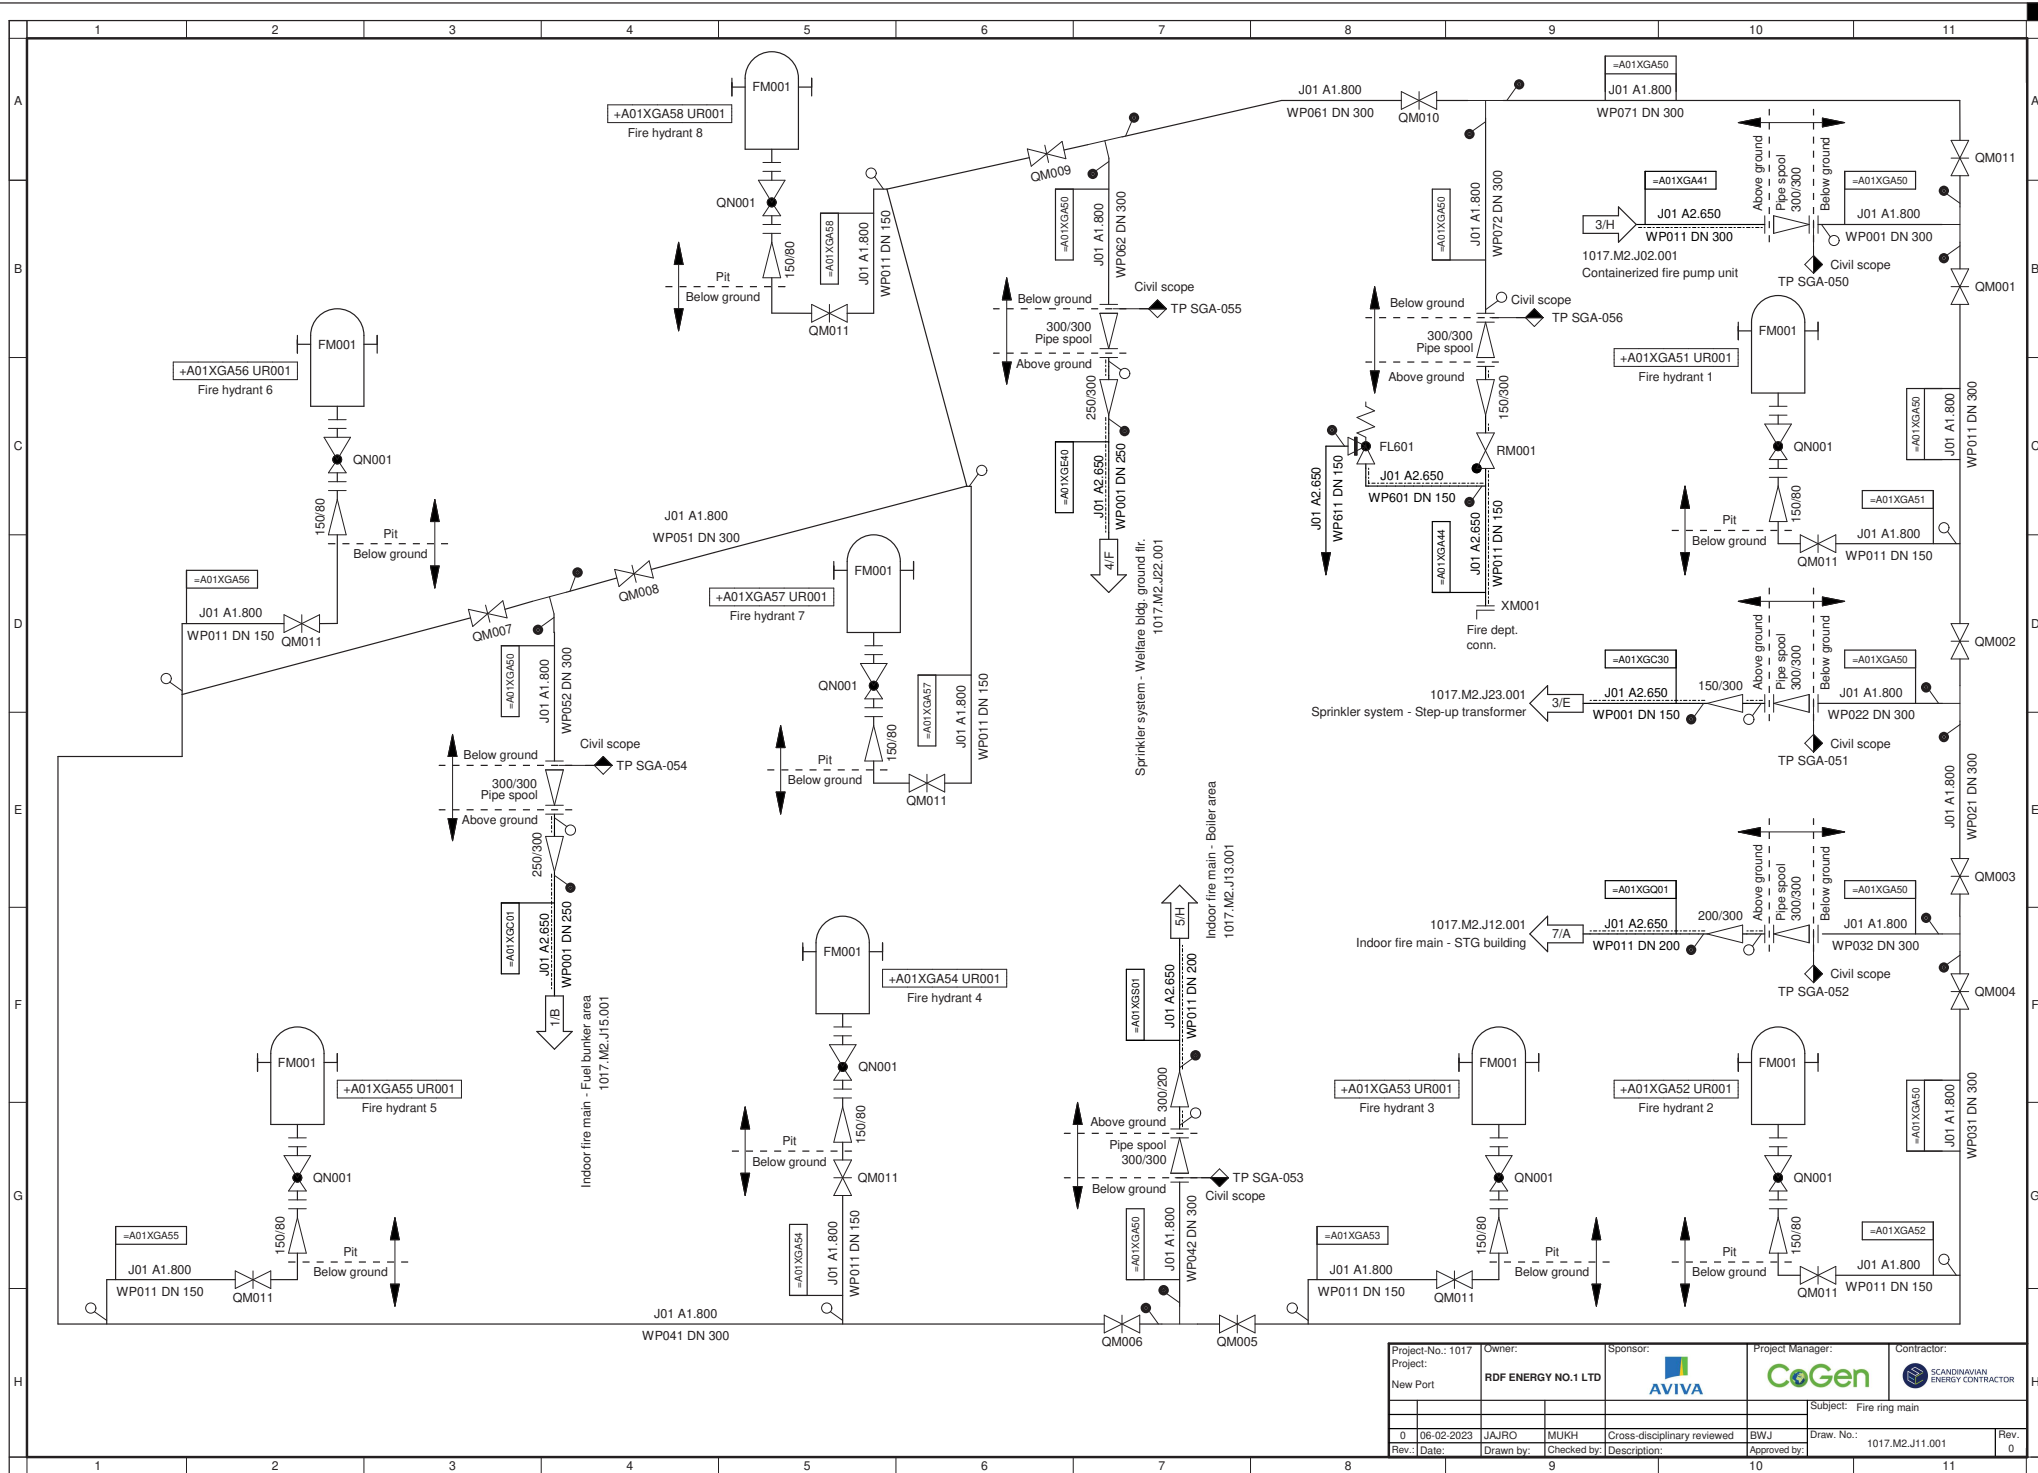 1 2 3 4 5 6 7 8 9 10 11
A
B
C
D
E
F
G
H
FM001
+A01XGA58 UR001
Fire hydrant 8
QN001
150/80
Pit
Below ground
QM011
=A01XGA58
J01 A1.800
WP011 DN 150
QM009
=A01XGA50
J01 A1.800
WP062 DN 300
Below ground
Civil scope
TP SGA-055
300/300
Pipe spool
Above ground
250/300
=A01XGE40
J01 A2.650
WP001 DN 250
4/F
Sprinkler system - Welfare bldg. ground flr.
1017.M2.J22.001
J01 A1.800
WP061 DN 300
QM010
=A01XGA50
J01 A1.800
WP071 DN 300
=A01XGA50
J01 A1.800
WP072 DN 300
Below ground
Civil scope
TP SGA-056
300/300
Pipe spool
Above ground
150/300
FL601
RM001
J01 A2.650
WP601 DN 150
J01 A2.650
WP611 DN 150
=A01XGA44
J01 A2.650
WP011 DN 150
XM001
Fire dept.
conn.
QM011
=A01XGA41
J01 A2.650
WP011 DN 300
3/H
1017.M2.J02.001
Containerized fire pump unit
Above ground
Pipe spool
300/300
Below ground
=A01XGA50
J01 A1.800
WP001 DN 300
Civil scope
TP SGA-050
QM001
FM001
+A01XGA51 UR001
Fire hydrant 1
QN001
150/80
Pit
Below ground
QM011
=A01XGA51
J01 A1.800
WP011 DN 150
=A01XGA50
J01 A1.800
WP011 DN 300
QM002
FM001
+A01XGA56 UR001
Fire hydrant 6
QN001
150/80
Pit
Below ground
=A01XGA56
J01 A1.800
WP011 DN 150
QM011
J01 A1.800
WP051 DN 300
QM008
QM007
=A01XGA50
J01 A1.800
WP052 DN 300
Below ground
Civil scope
TP SGA-054
300/300
Pipe spool
Above ground
250/300
=A01XGC01
J01 A2.650
WP001 DN 250
1/B
Indoor fire main - Fuel bunker area
1017.M2.J15.001
FM001
+A01XGA57 UR001
Fire hydrant 7
QN001
150/80
Pit
Below ground
QM011
=A01XGA57
J01 A1.800
WP011 DN 150
1017.M2.J23.001
Sprinkler system - Step-up transformer
3/E
=A01XGC30
J01 A2.650
WP001 DN 150
150/300
Above ground
Pipe spool
300/300
Below ground
=A01XGA50
J01 A1.800
WP022 DN 300
Civil scope
TP SGA-051
J01 A1.800
WP021 DN 300
QM003
1017.M2.J12.001
Indoor fire main - STG building
7/A
=A01XGQ01
J01 A2.650
WP011 DN 200
200/300
Above ground
Pipe spool
300/300
Below ground
=A01XGA50
J01 A1.800
WP032 DN 300
Civil scope
TP SGA-052
QM004
=A01XGA50
J01 A1.800
WP031 DN 300
Indoor fire main - Boiler area
1017.M2.J13.001
5/H
=A01XGS01
J01 A2.650
WP011 DN 200
300/200
Above ground
Pipe spool
300/300
Below ground
TP SGA-053
Civil scope
=A01XGA50
J01 A1.800
WP042 DN 300
QM006
QM005
FM001
+A01XGA54 UR001
Fire hydrant 4
QN001
150/80
Pit
Below ground
QM011
=A01XGA54
J01 A1.800
WP011 DN 150
FM001
+A01XGA55 UR001
Fire hydrant 5
QN001
150/80
Pit
Below ground
=A01XGA55
J01 A1.800
WP011 DN 150
QM011
J01 A1.800
WP041 DN 300
FM001
+A01XGA53 UR001
Fire hydrant 3
QN001
150/80
Pit
Below ground
=A01XGA53
J01 A1.800
WP011 DN 150
QM011
FM001
+A01XGA52 UR001
Fire hydrant 2
QN001
150/80
Pit
Below ground
QM011
=A01XGA52
J01 A1.800
WP011 DN 150
Project-No.: 1017
Project:
New Port
Owner:
RDF ENERGY NO.1 LTD
Sponsor:
AVIVA
Project Manager:
CoGen
Contractor:
SCANDINAVIAN
ENERGY CONTRACTOR
Subject: Fire ring main
0 06-02-2023 JAJRO MUKH Cross-disciplinary reviewed BWJ
Rev.: Date: Drawn by: Checked by: Description: Approved by:
Draw. No.: 1017.M2.J11.001
Rev.
0
A
B
C
D
E
F
G
H
1 2 3 4 5 6 7 8 9 10 11